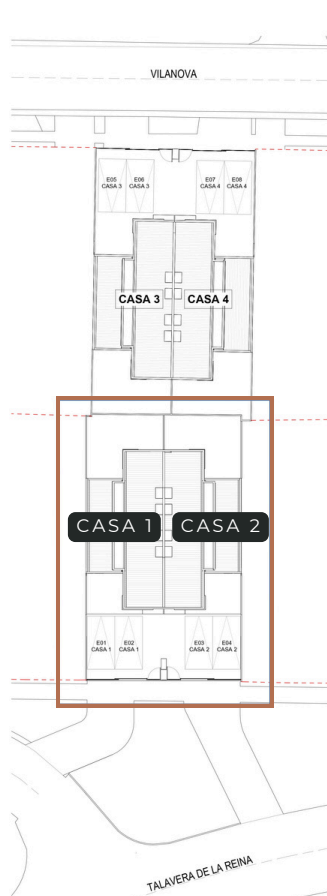 VILANOVA
E05
CASA 3
E06
CASA 3
E07
CASA 4
E08
CASA 4
CASA 3
CASA 4
CASA 1
CASA 2
E01
CASA 1
E02
CASA 1
E03
CASA 2
E04
CASA 2
TALAVERA DE LA REINA